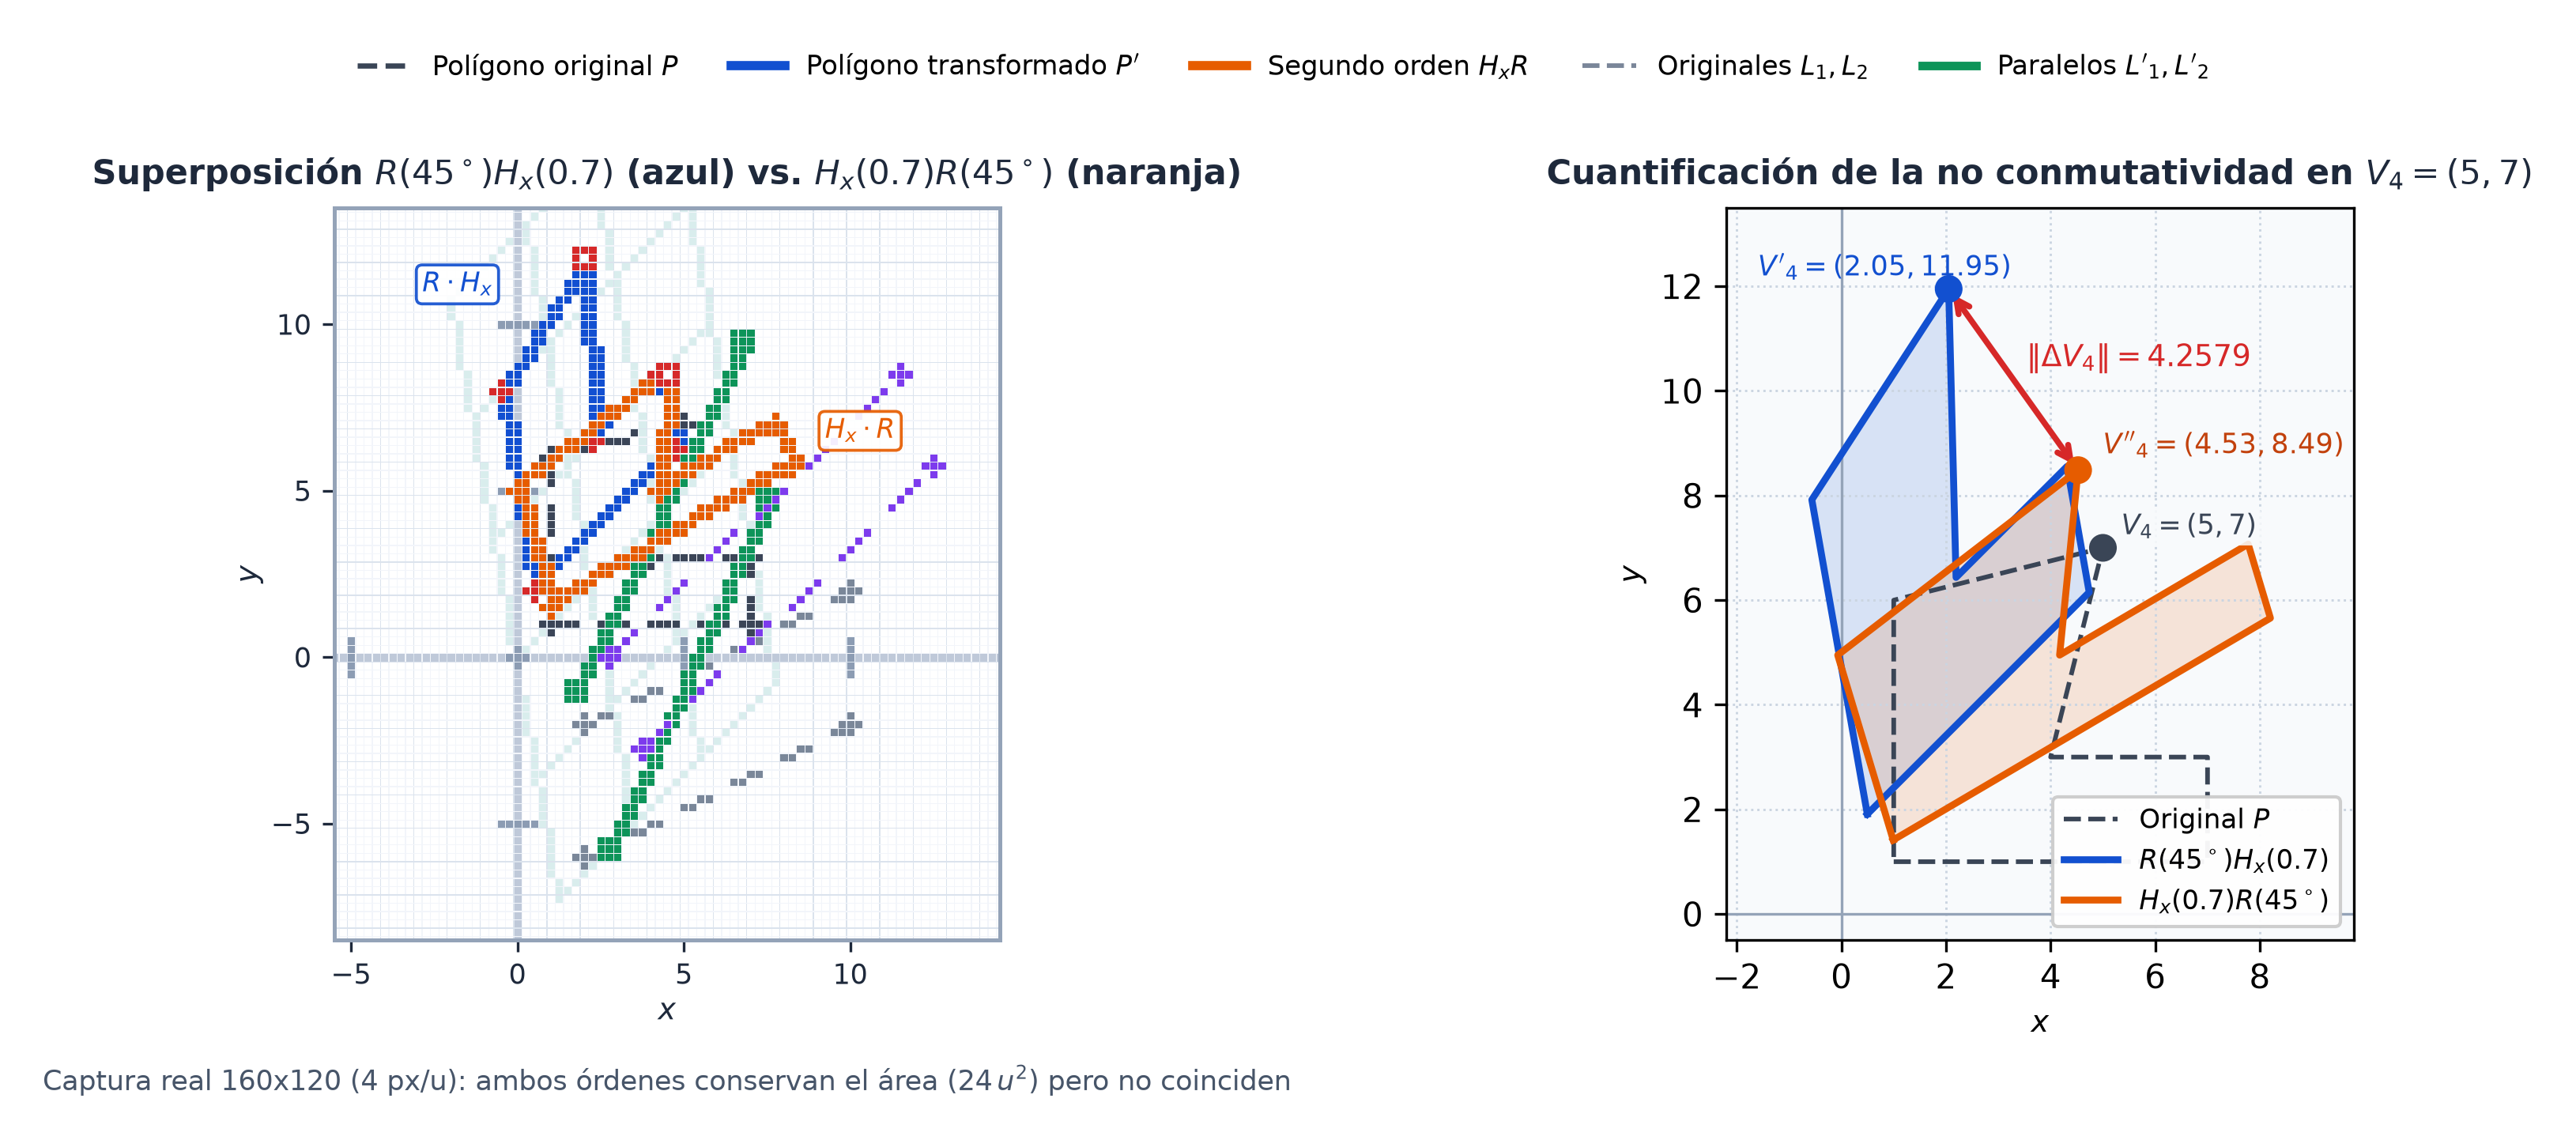 Polígono original P
Polígono transformado P′
Segundo orden HₓR
Originales L₁, L₂
Paralelos L′₁, L′₂
Superposición R(45°)Hₓ(0.7) (azul) vs. Hₓ(0.7)R(45°) (naranja)
R · Hₓ
Hₓ · R
10
5
0
−5
y
−5 0 5 10
x
Captura real 160x120 (4 px/u): ambos órdenes conservan el área (24 u²) pero no coinciden
Cuantificación de la no conmutatividad en V₄ = (5, 7)
V′₄ = (2.05, 11.95)
‖ΔV₄‖ = 4.2579
V″₄ = (4.53, 8.49)
V₄ = (5, 7)
12
10
8
6
4
2
0
y
Original P
R(45°)Hₓ(0.7)
Hₓ(0.7)R(45°)
−2 0 2 4 6 8
x